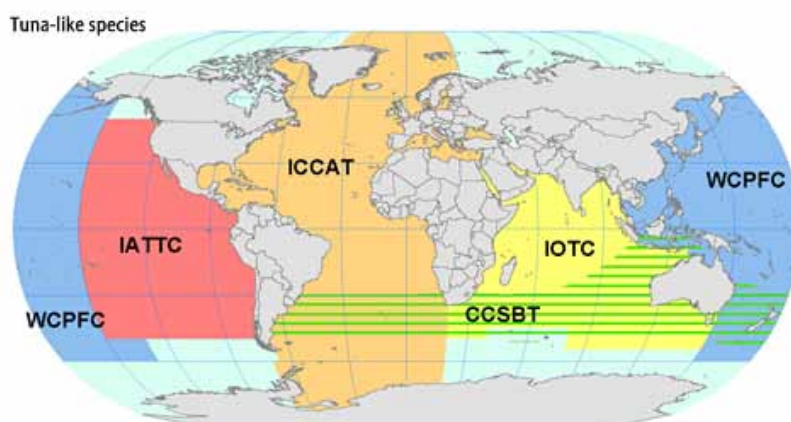 Tuna-like species
ICCAT
WCPFC
IATTC
IOTC
WCPFC
CCSBT